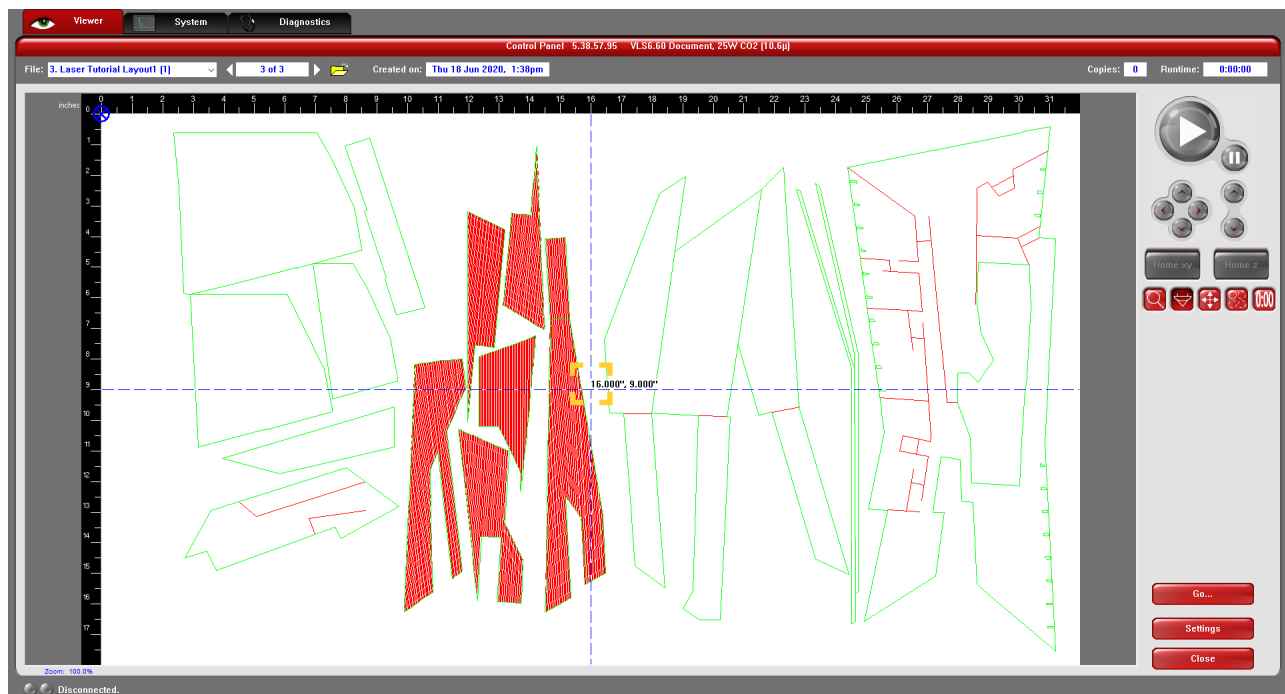 Viewer System Diagnostics
Control Panel 5.38.57.95 VLS6.60 Document, 25W CO2 [10.6µ]
File: 3. Laser Tutorial Layout1 (1) 3 of 3 Created on: Thu 18 Jun 2020, 1:38pm Copies: 0 Runtime: 0:00:00
inches 0 1 2 3 4 5 6 7 8 9 10 11 12 13 14 15 16 17 18 19 20 21 22 23 24 25 26 27 28 29 30 31
0
1
2
3
4
5
6
7
8
9
10
11
12
13
14
15
16
17
16.000", 9.000"
Home xy Home z
0:00
Go...
Settings
Close
Zoom: 100.0%
Disconnected.